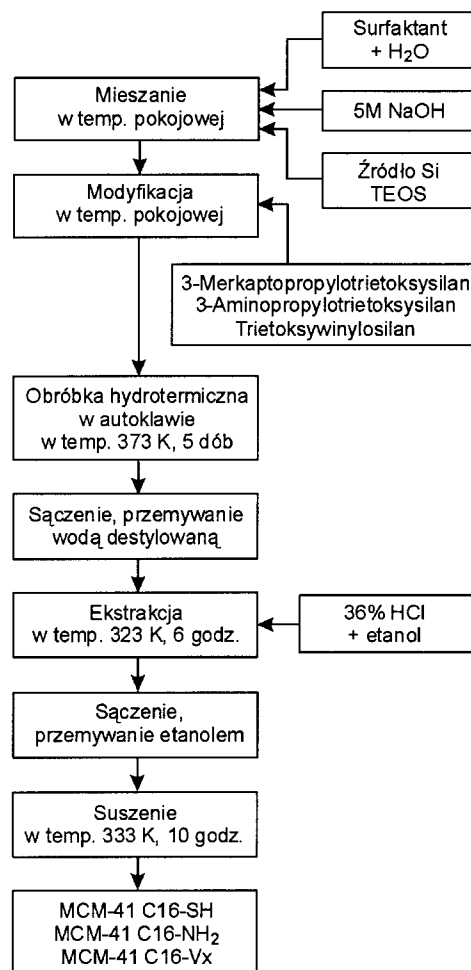 Surfaktant
+ H₂O
Mieszanie
w temp. pokojowej
5M NaOH
Źródło Si
TEOS
Modyfikacja
w temp. pokojowej
3-Merkaptopropylotrietoksysilan
3-Aminopropylotrietoksysilan
Trietoksywinylosilan
Obróbka hydrotermiczna
w autoklawie
w temp. 373 K, 5 dób
Sączenie, przemywanie
wodą destylowaną
Ekstrakcja
w temp. 323 K, 6 godz.
36% HCl
+ etanol
Sączenie,
przemywanie etanolem
Suszenie
w temp. 333 K, 10 godz.
MCM-41 C16-SH
MCM-41 C16-NH₂
MCM-41 C16-Vx